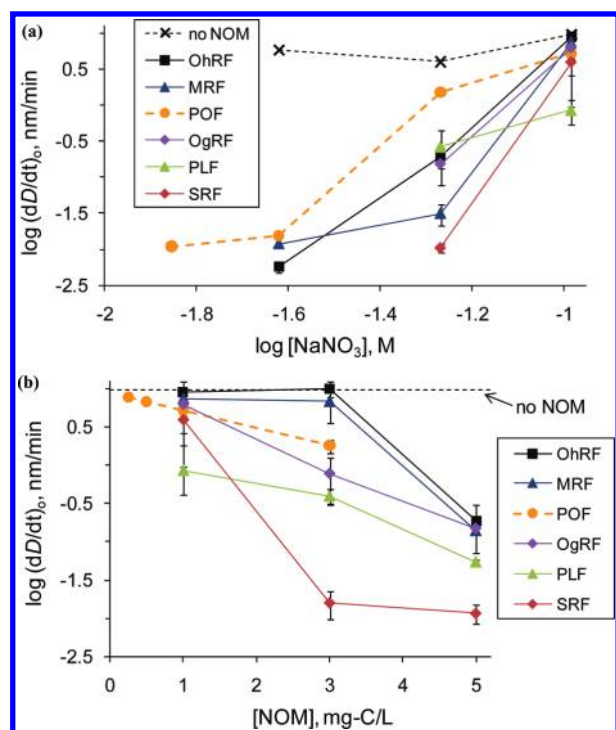 (a)
no NOM
OhRF
MRF
POF
OgRF
PLF
SRF
0.5
-0.5
-1.5
-2.5
log (dD/dt)o, nm/min
-2
-1.8
-1.6
-1.4
-1.2
-1
log [NaNO3], M
(b)
no NOM
0.5
-0.5
-1.5
-2.5
log (dD/dt)o, nm/min
OhRF
MRF
POF
OgRF
PLF
SRF
0
1
2
3
4
5
[NOM], mg-C/L